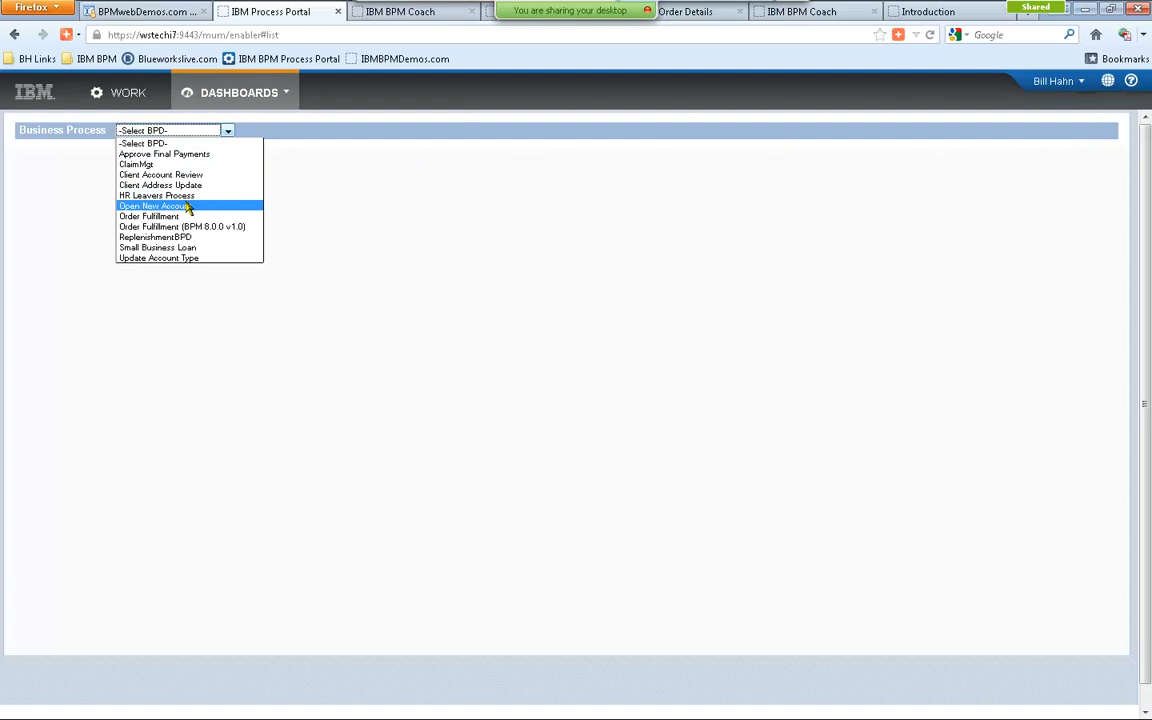 Firefox
BPMwebDemos.com ...
IBM Process Portal
IBM BPM Coach
You are sharing your desktop
Order Details
IBM BPM Coach
Introduction
Shared
https://wstechi7:9443/mum/enabler#list
Google
BH Links
IBM BPM
Blueworkslive.com
IBM BPM Process Portal
IBMBPMDemos.com
Bookmarks
IBM
WORK
DASHBOARDS
Bill Hahn
Business Process
-Select BPD-
-Select BPD-
Approve Final Payments
ClaimMgt
Client Account Review
Client Address Update
HR Leavers Process
Open New Accou
Order Fulfillment
Order Fulfillment (BPM 8.0.0 v1.0)
ReplenishmentBPD
Small Business Loan
Update Account Type